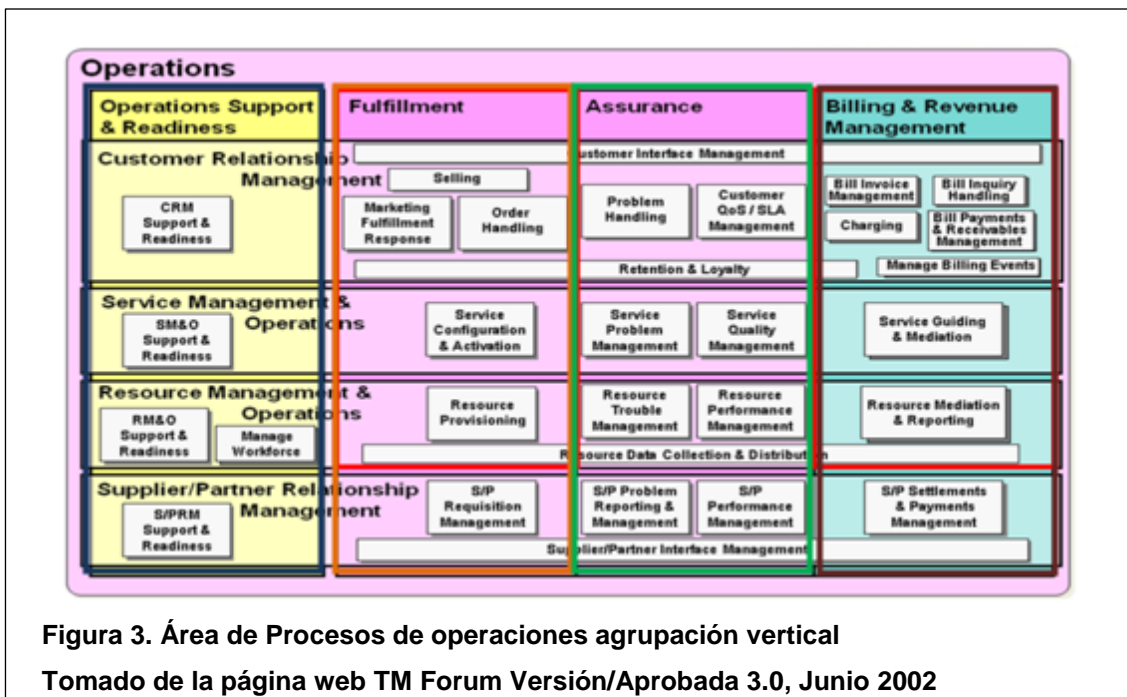 Operations
Operations Support
& Readiness
Fulfillment
Assurance
Billing & Revenue
Management
Customer Relationship
Management
Customer Interface Management
Selling
CRM
Support &
Readiness
Marketing
Fulfillment
Response
Order
Handling
Problem
Handling
Customer
QoS / SLA
Management
Bill Invoice
Management
Bill Inquiry
Handling
Charging
Bill Payments
& Receivables
Management
Retention & Loyalty
Manage Billing Events
Service Management &
Operations
SM&O
Support &
Readiness
Service
Configuration
& Activation
Service
Problem
Management
Service
Quality
Management
Service Guiding
& Mediation
Resource Management &
Operations
RM&O
Support &
Readiness
Manage
Workforce
Resource
Provisioning
Resource
Trouble
Management
Resource
Performance
Management
Resource Mediation
& Reporting
Resource Data Collection & Distribution
Supplier/Partner Relationship
Management
S/PRM
Support &
Readiness
S/P
Requisition
Management
S/P Problem
Reporting &
Management
S/P
Performance
Management
S/P Settlements
& Payments
Management
Supplier/Partner Interface Management
Figura 3. Área de Procesos de operaciones agrupación vertical
Tomado de la página web TM Forum Versión/Aprobada 3.0, Junio 2002